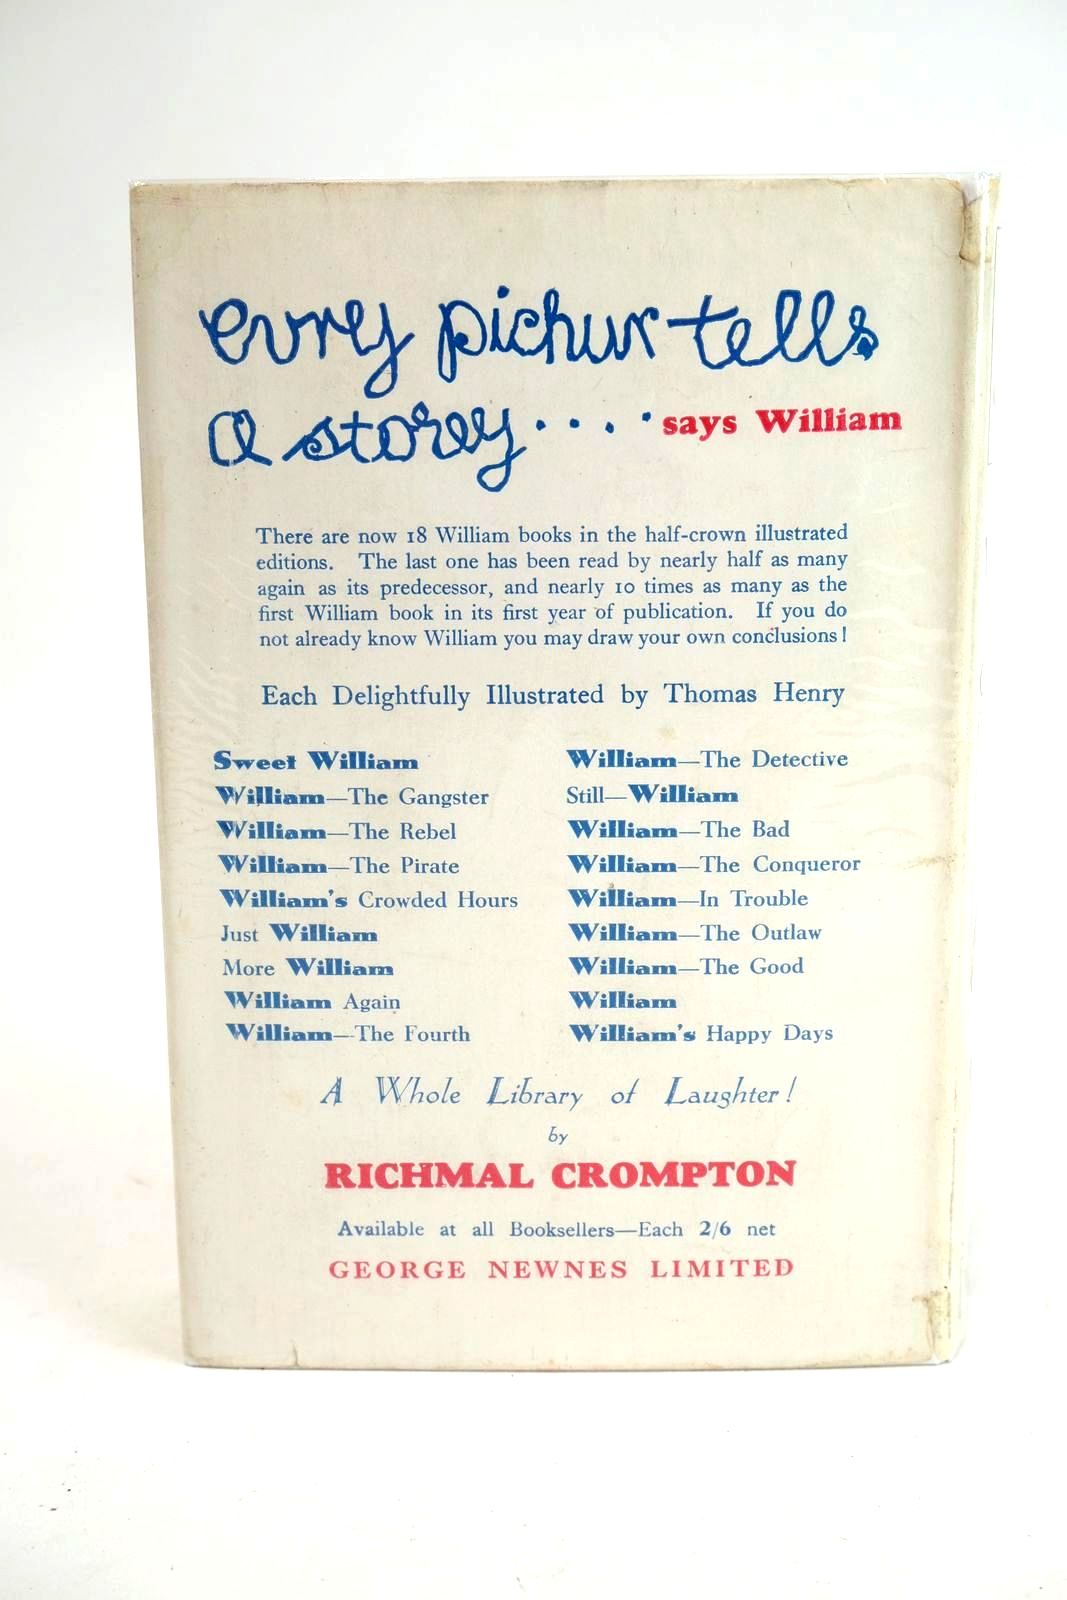 evrey pichur tells
a storey.... says William
There are now 18 William books in the half-crown illustrated
editions. The last one has been read by nearly half as many
again as its predecessor, and nearly 10 times as many as the
first William book in its first year of publication. If you do
not already know William you may draw your own conclusions!
Each Delightfully Illustrated by Thomas Henry
Sweet William
William—The Gangster
William—The Rebel
William—The Pirate
William's Crowded Hours
Just William
More William
William Again
William—The Fourth
William—The Detective
Still—William
William—The Bad
William—The Conqueror
William—In Trouble
William—The Outlaw
William—The Good
William
William's Happy Days
A Whole Library of Laughter!
by
RICHMAL CROMPTON
Available at all Booksellers—Each 2/6 net
GEORGE NEWNES LIMITED